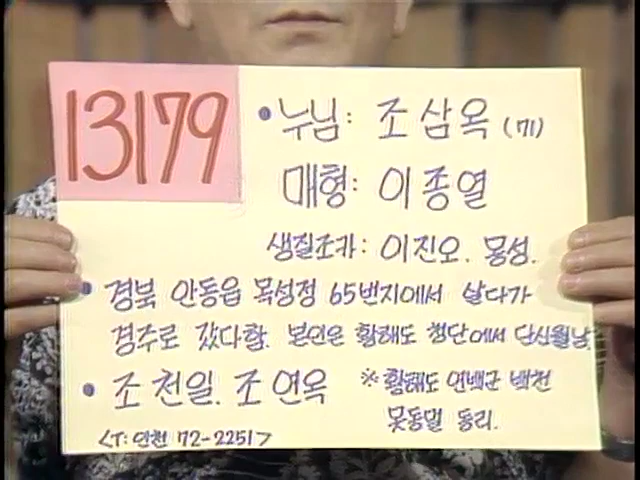 13179
• 누님: 조삼옥 (71)
매형: 이종열
생질조카: 이진오. 몽성.
• 경북 안동읍 목성정 65번지에서 살다가
경주로 갔다함. 본인은 황해도 청단에서 단신월남.
• 조천일. 조연옥
※ 황해도 연백군 백천
못동멀 동리.
<T: 인천 72-2251>